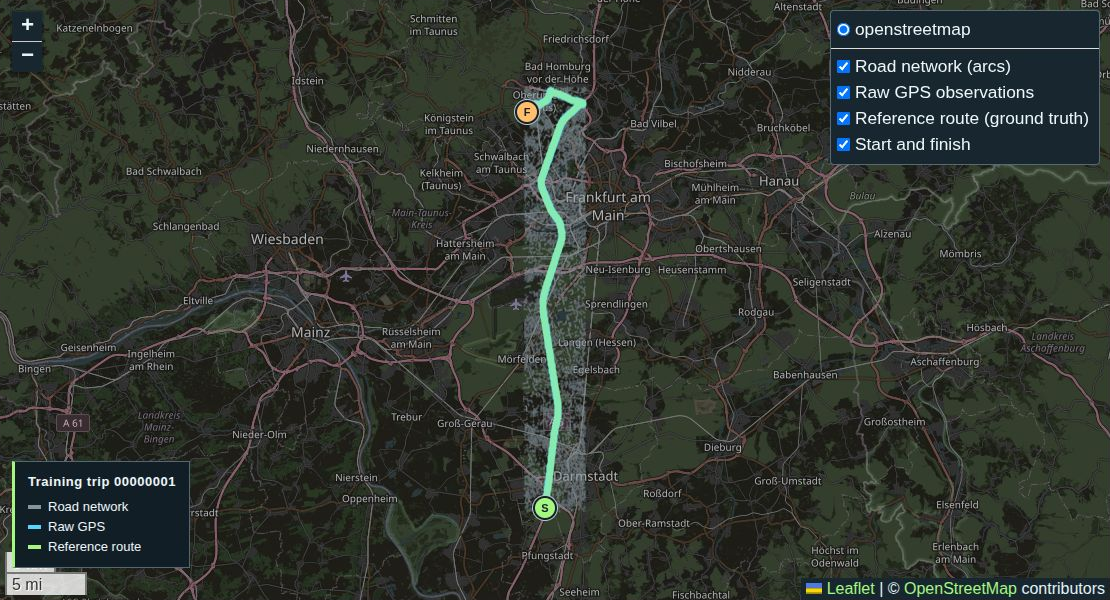 +
−
Katzenelnbogen
Schmitten
im Taunus
Altenstadt
Friedrichsdorf
Bad Homburg
vor der Höhe
Nidderau
Idstein
Königstein
im Taunus
Bad Vilbel
Bruchköbel
Niedernhausen
Schwalbach
am Taunus
Bad Schwalbach
Kelkheim
(Taunus)
Bischofsheim
Hanau
Mühlheim
am Main
Frankfurt am
Main
Bulau
Main-Taunus-
Kreis
Schlangenbad
Wiesbaden
Hattersheim
am Main
Alzenau
Obertshausen
Mömbris
Neu-Isenburg
Heusenstamm
Seligenstadt
Eltville
Sprendlingen
Rodgau
Mainz
Rüsselsheim
am Main
Hösbach
Landkreis
Aschaffenburg
Langen (Hessen)
Geisenheim
Ingelheim
am Rhein
Mörfelden
Egelsbach
Bingen
Babenhausen
Aschaffenburg
Landkreis
Mainz-
Bingen
A 61
Trebur
Groß-Gerau
Großostheim
Nieder-Olm
Dieburg
Darmstadt
Nierstein
Roßdorf
Groß-Umstadt
Oppenheim
Elsenfeld
Ober-Ramstadt
Pfungstadt
Höchst im
Odenwald
Erlenbach
am Main
Seeheim
Fischbachtal
F
S
openstreetmap
Road network (arcs)
Raw GPS observations
Reference route (ground truth)
Start and finish
Training trip 00000001
Road network
Raw GPS
Reference route
5 mi
Leaflet | © OpenStreetMap contributors